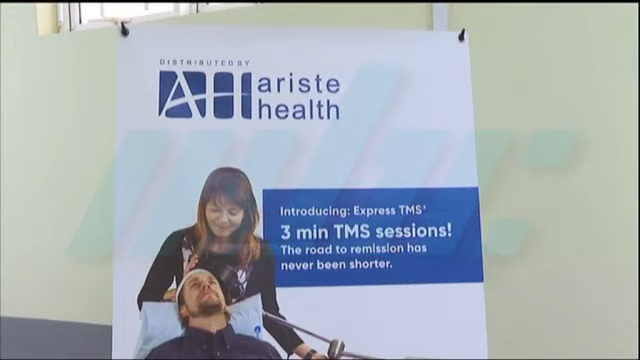 DISTRIBUTED BY
AH
ariste
health
Introducing: Express TMS®
3 min TMS sessions!
The road to remission has
never been shorter.